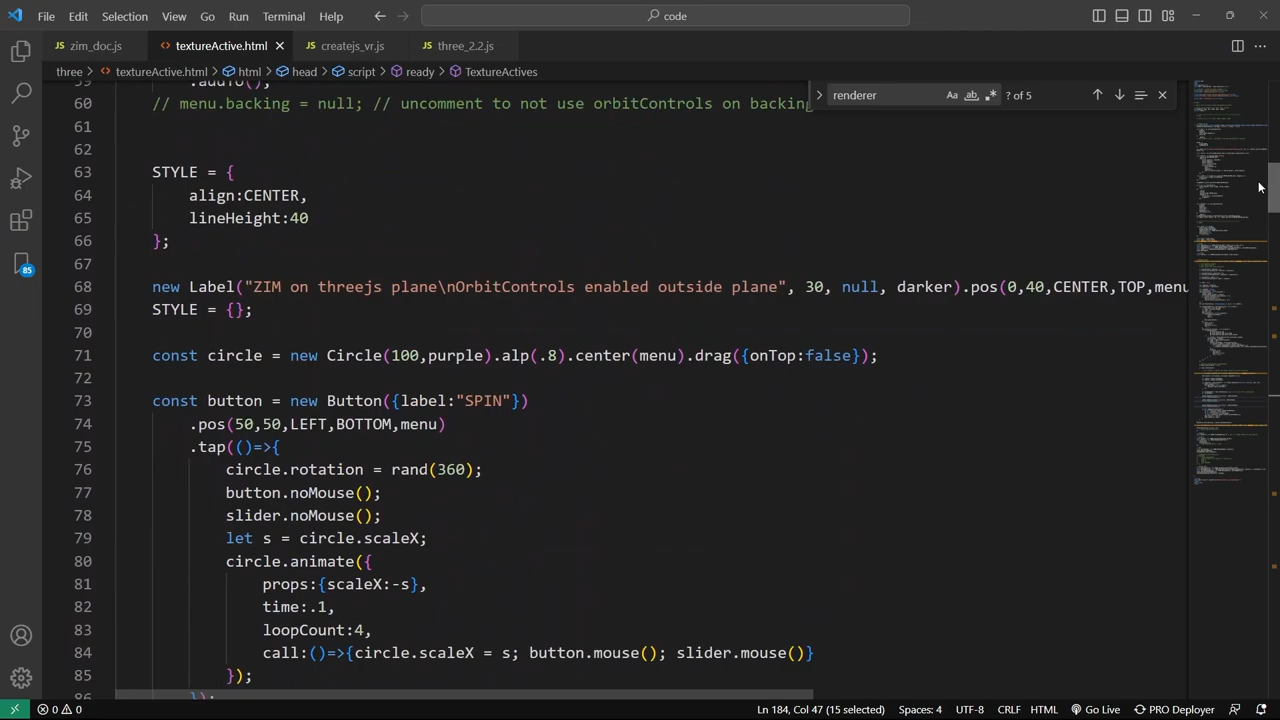 File Edit Selection View Go Run Terminal Help code
zim_doc.js textureActive.html createjs_vr.js three_2.2.js
three > textureActive.html > html > head > script > ready > TextureActives
renderer ab ? of 5
59 .addTo();
60 // menu.backing = null; // uncomment to not use orbitControls on backing
61
62
63 STYLE = {
64 align:CENTER,
65 lineHeight:40
66 };
67
68 new Label("ZIM on threejs plane\nOrbitControls enabled outside plane", 30, null, darker).pos(0,40,CENTER,TOP,menu
69 STYLE = {};
70
71 const circle = new Circle(100,purple).alp(.8).center(menu).drag({onTop:false});
72
73 const button = new Button({label:"SPIN"})
74 .pos(50,50,LEFT,BOTTOM,menu)
75 .tap(()=>{
76 circle.rotation = rand(360);
77 button.noMouse();
78 slider.noMouse();
79 let s = circle.scaleX;
80 circle.animate({
81 props:{scaleX:-s},
82 time:.1,
83 loopCount:4,
84 call:()=>{circle.scaleX = s; button.mouse(); slider.mouse()}
85 });
86 });
85
0 0 Ln 184, Col 47 (15 selected) Spaces: 4 UTF-8 CRLF HTML Go Live PRO Deployer